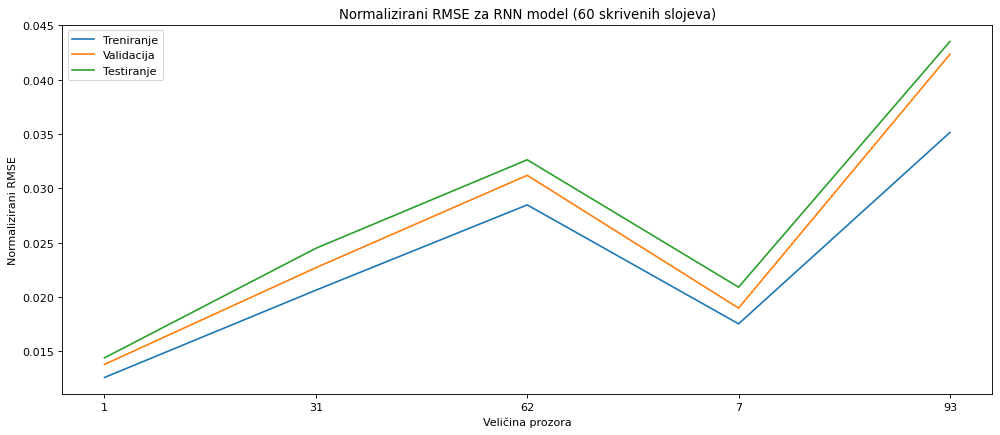 Normalizirani RMSE za RNN model (60 skrivenih slojeva)
Treniranje
Validacija
Testiranje
Normalizirani RMSE
0.045
0.040
0.035
0.030
0.025
0.020
0.015
1 31 62 7 93
Veličina prozora